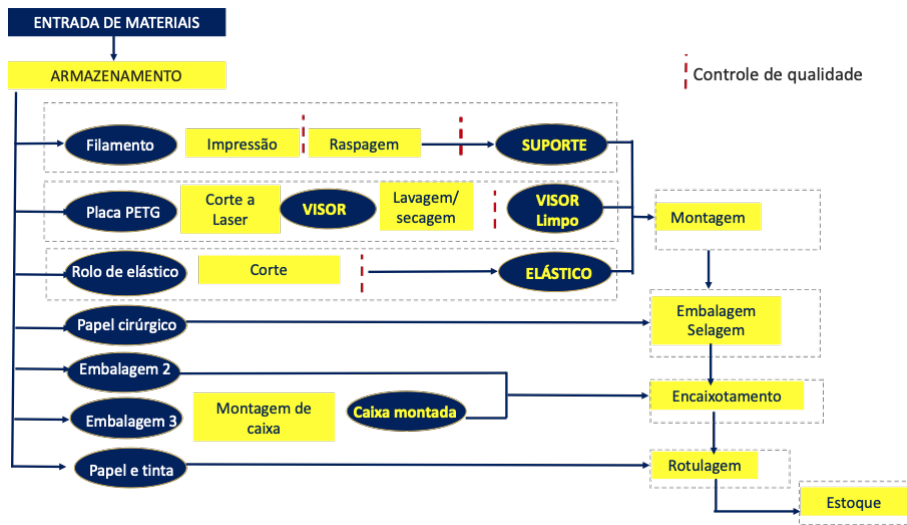 ENTRADA DE MATERIAIS
ARMAZENAMENTO
Controle de qualidade
Filamento
Impressão
Raspagem
SUPORTE
Placa PETG
Corte a
Laser
VISOR
Lavagem/
secagem
VISOR
Limpo
Montagem
Rolo de elástico
Corte
ELÁSTICO
Papel cirúrgico
Embalagem
Selagem
Embalagem 2
Encaixotamento
Embalagem 3
Montagem de
caixa
Caixa montada
Papel e tinta
Rotulagem
Estoque